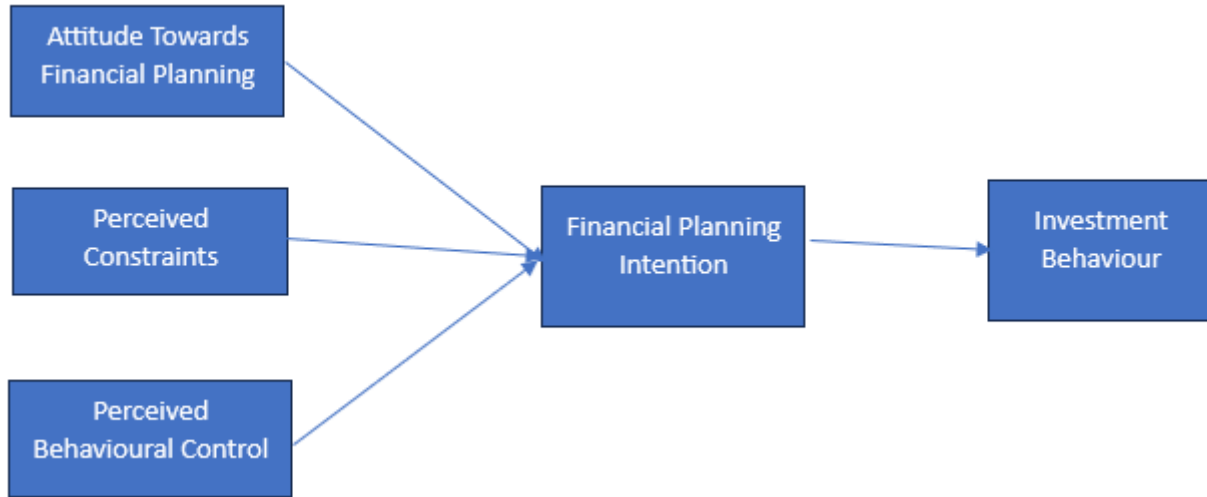 Attitude Towards
Financial Planning
Perceived
Constraints
Perceived
Behavioural Control
Financial Planning
Intention
Investment
Behaviour